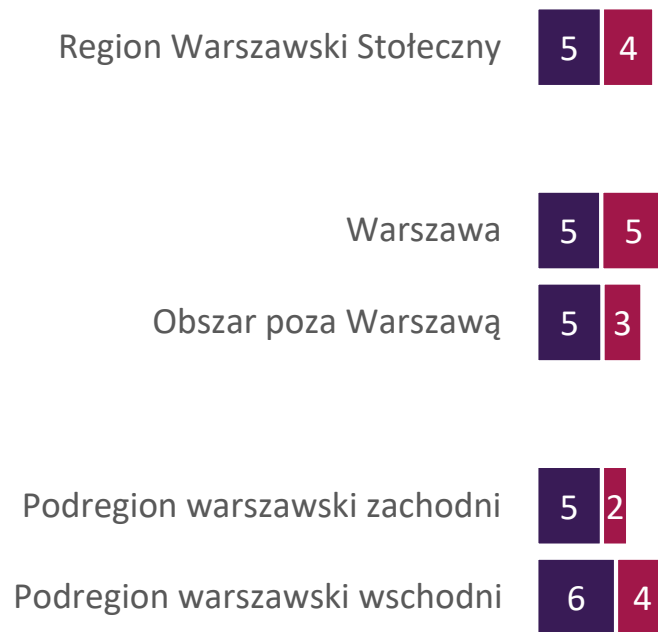 Region Warszawski Stołeczny 5 4
Warszawa 5 5
Obszar poza Warszawą 5 3
Podregion warszawski zachodni 5 2
Podregion warszawski wschodni 6 4